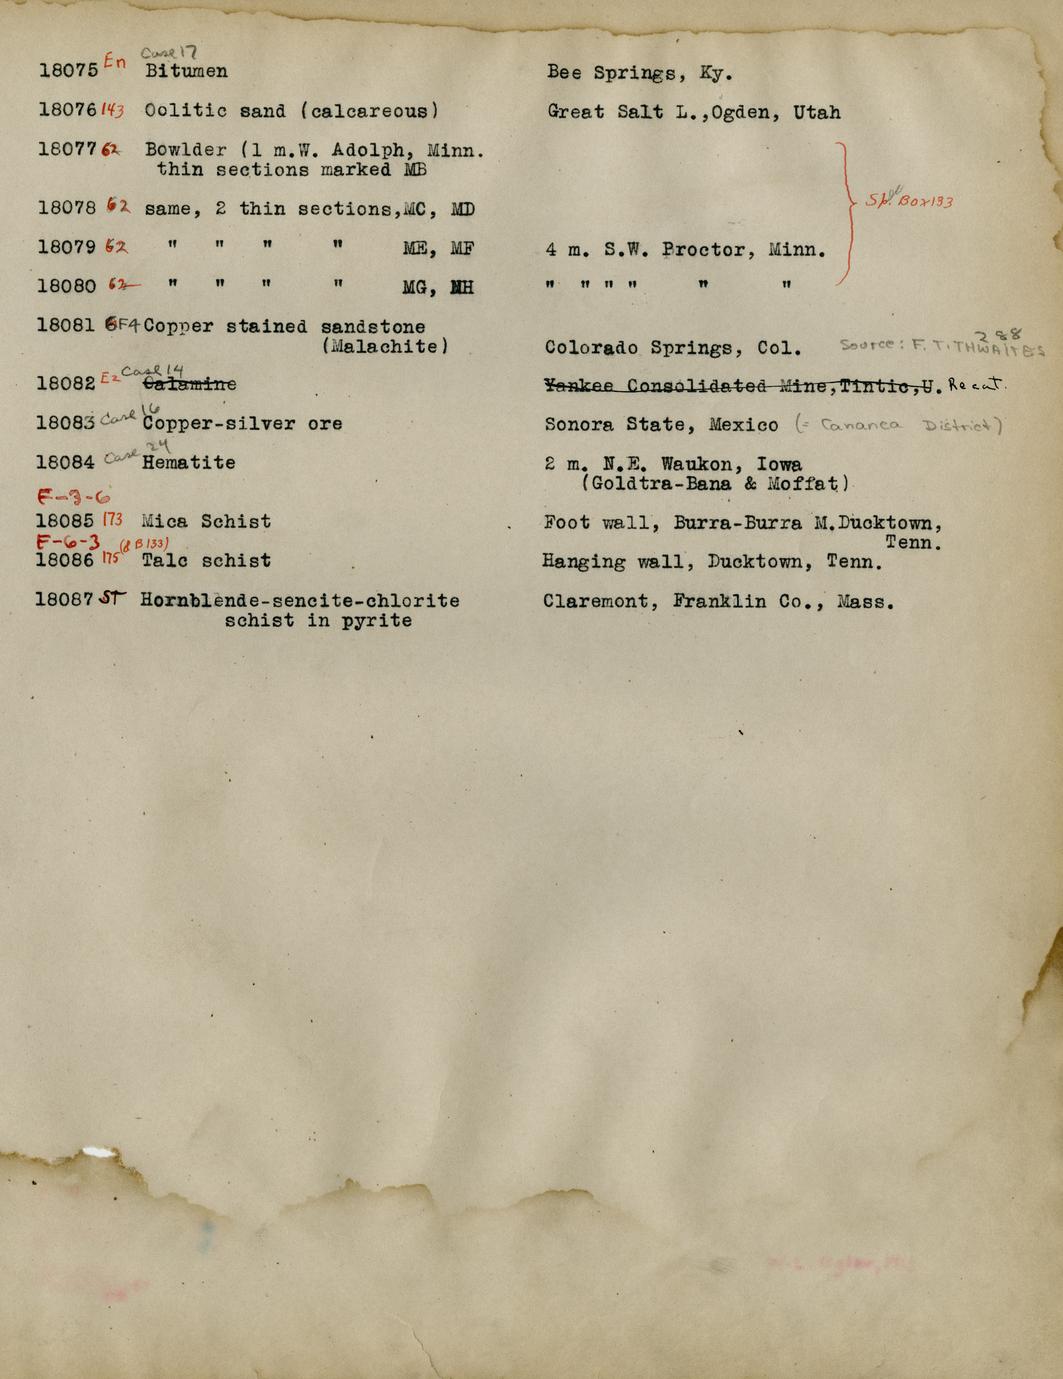 Case 17
18075 En Bitumen Bee Springs, Ky.
18076 143 Oolitic sand (calcareous) Great Salt L.,Ogden, Utah
18077 62 Bowlder (1 m.W. Adolph, Minn.
thin sections marked MB
18078 62 same, 2 thin sections,MC, MD Box 133
18079 62 " " " " ME, MF 4 m. S.W. Proctor, Minn.
18080 62 " " " " MG, MH " " " " " "
18081 6F4 Copper stained sandstone
288
(Malachite) Colorado Springs, Col. Source: F. T. THWAITES
Case 14
18082 E2 Calamine Yankee Consolidated Mine,Tintic,U. Recat.
18083 Case 16 Copper-silver ore Sonora State, Mexico (= Cananea District)
18084 Case 24 Hematite 2 m. N.E. Waukon, Iowa
(Goldtra-Bana & Moffat)
F-3-6
18085 173 Mica Schist Foot wall, Burra-Burra M.Ducktown,
F-6-3 (B133) Tenn.
18086 175 Talc schist Hanging wall, Ducktown, Tenn.
18087 ST Hornblende-sencite-chlorite Claremont, Franklin Co., Mass.
schist in pyrite